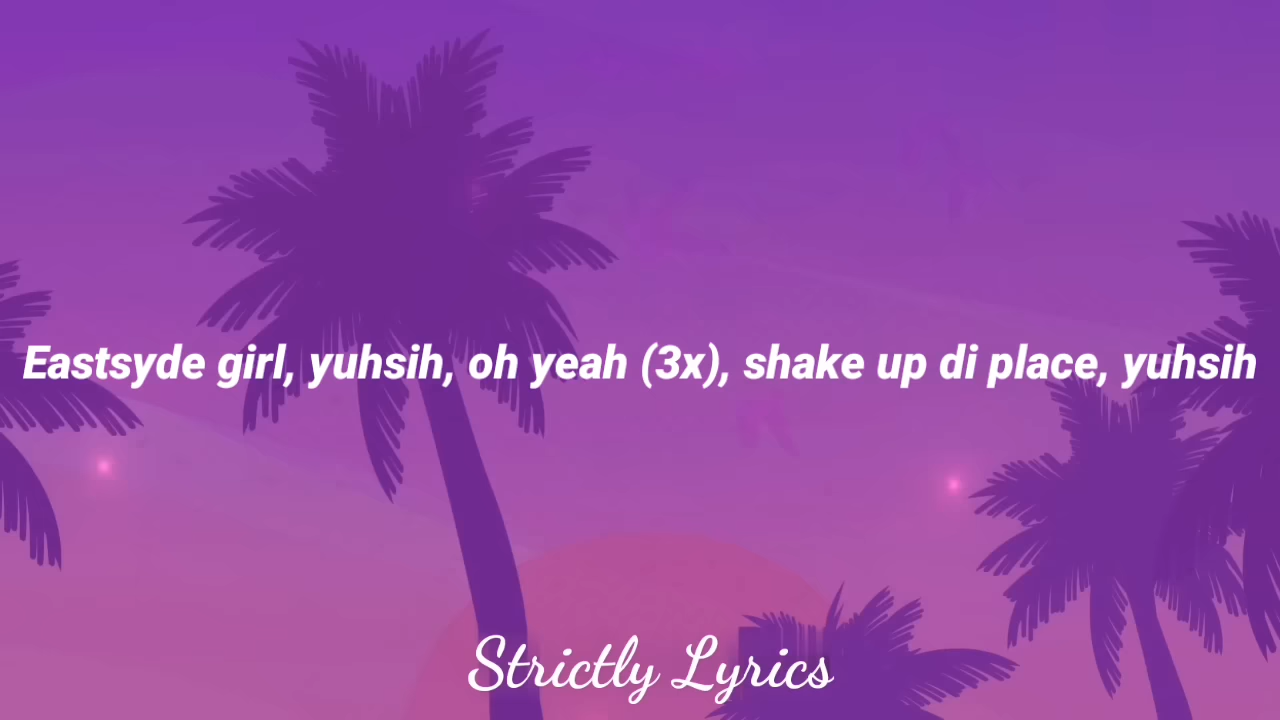 Eastsyde girl, yuhsih, oh yeah (3x), shake up di place, yuhsih
Strictly Lyrics